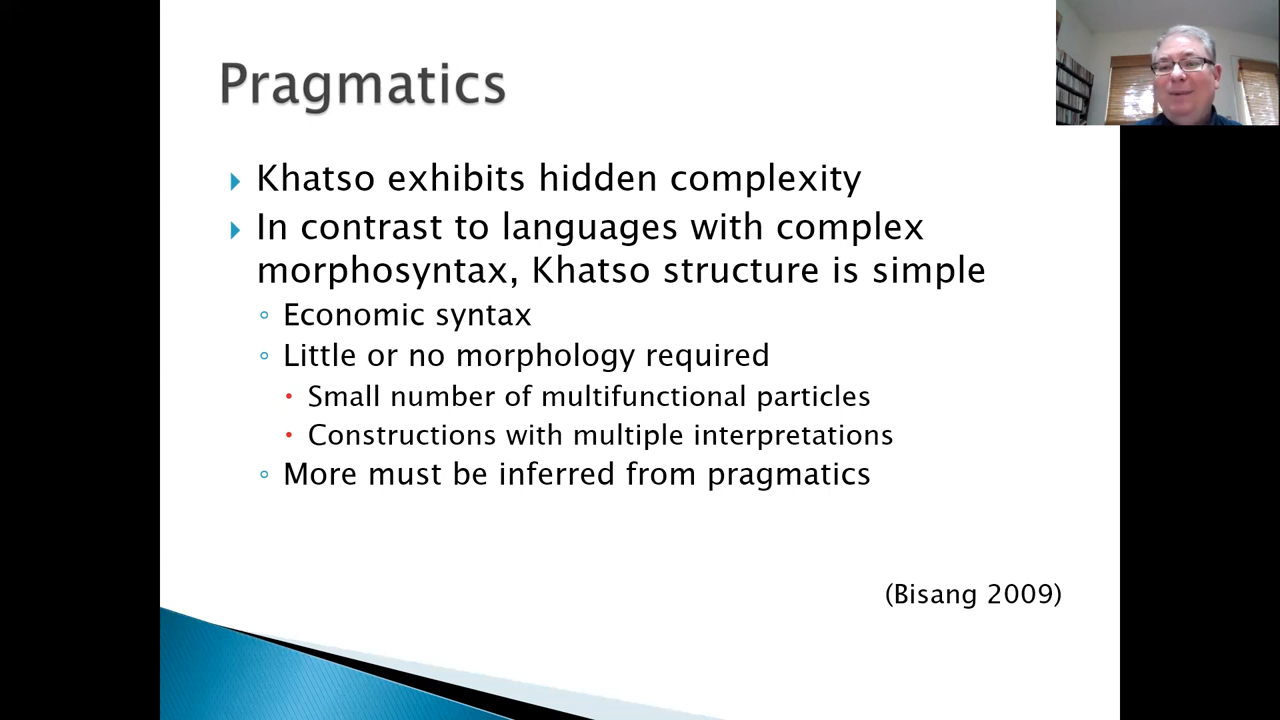 Pragmatics
Khatso exhibits hidden complexity
In contrast to languages with complex
morphosyntax, Khatso structure is simple
Economic syntax
Little or no morphology required
Small number of multifunctional particles
Constructions with multiple interpretations
More must be inferred from pragmatics
(Bisang 2009)